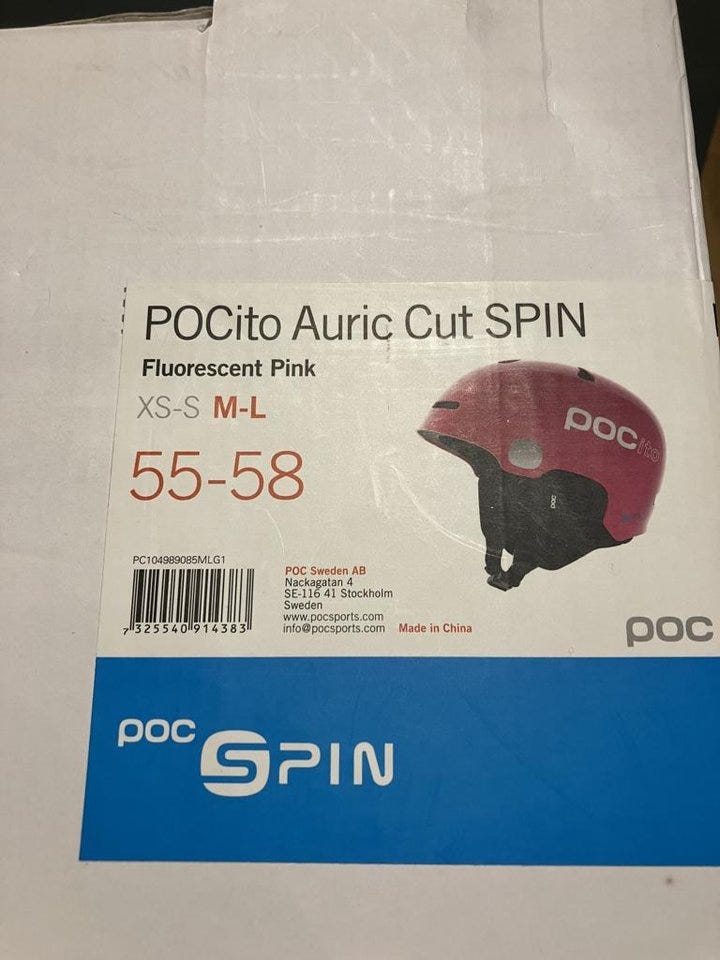 POCito Auric Cut SPIN
Fluorescent Pink
XS-S M-L
55-58
PC104989085MLG1
7 325540 914383
POC Sweden AB
Nackagatan 4
SE-116 41 Stockholm
Sweden
www.pocsports.com
info@pocsports.com Made in China
pocito
poc
poc
poc SPIN